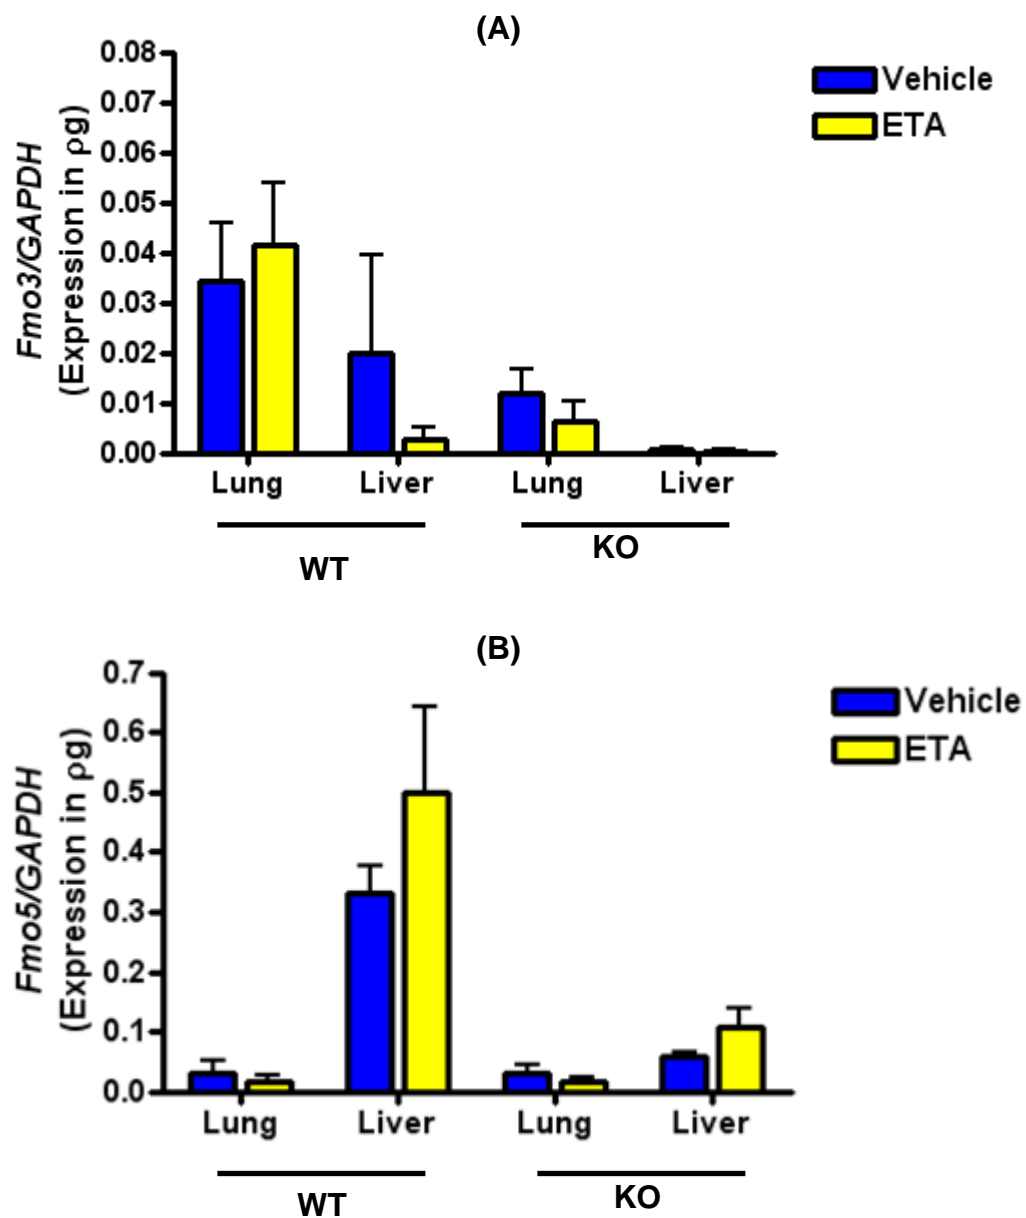 (A)
Fmo3/GAPDH
(Expression in ρg)
0.08
0.07
0.06
0.05
0.04
0.03
0.02
0.01
0.00
Vehicle
ETA
Lung Liver Lung Liver
WT KO
(B)
Fmo5/GAPDH
(Expression in ρg)
0.7
0.6
0.5
0.4
0.3
0.2
0.1
0.0
Vehicle
ETA
Lung Liver Lung Liver
WT KO